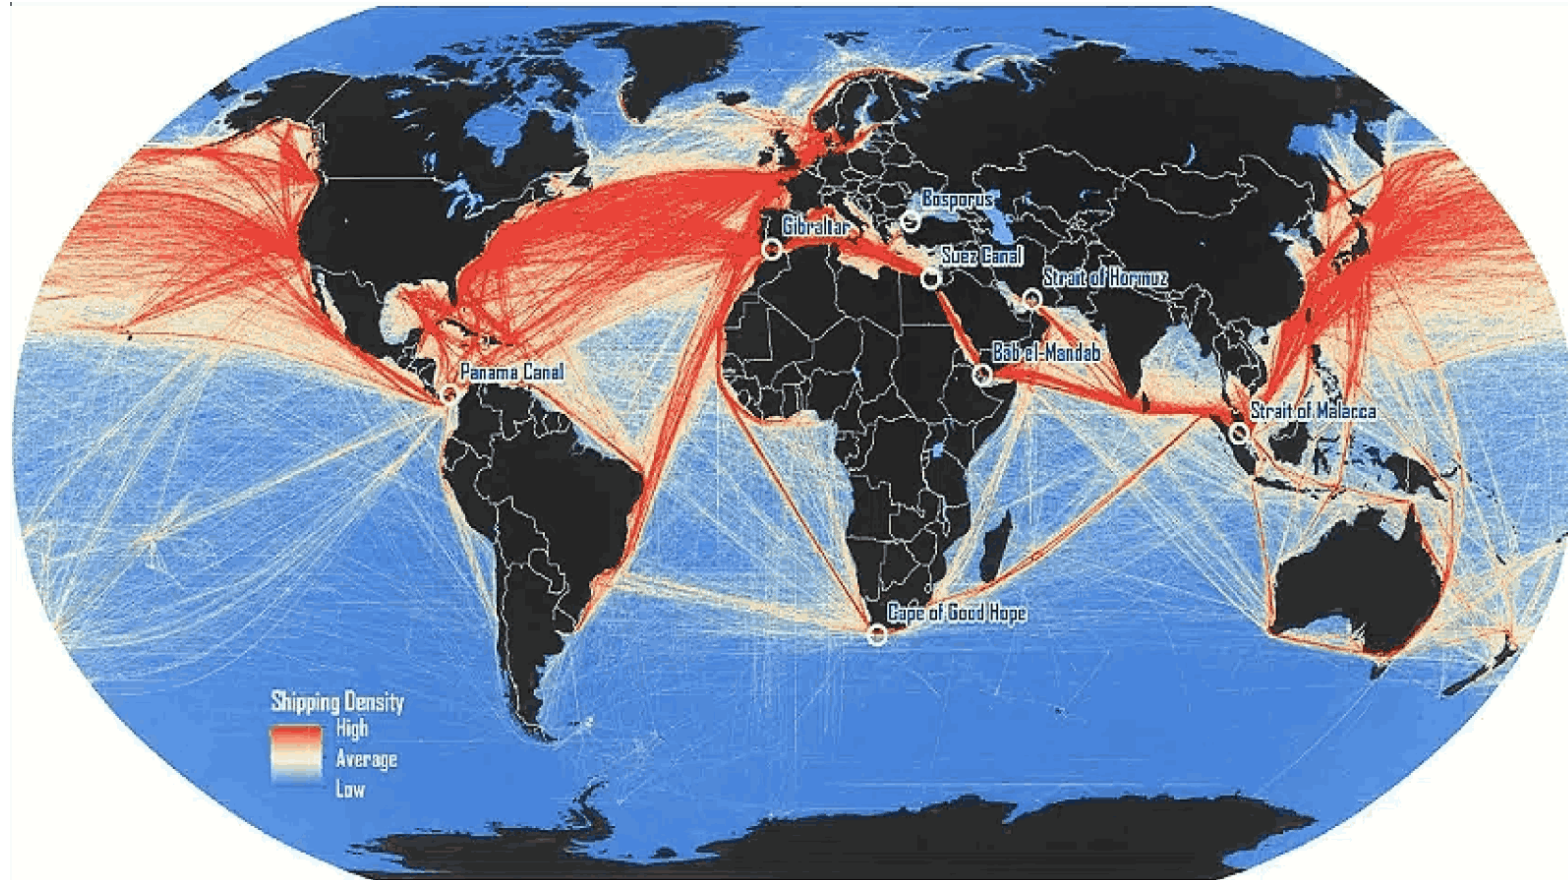 Bosporus
Gibraltar
Suez Canal
Strait of Hormuz
Bab el-Mandab
Panama Canal
Strait of Malacca
Cape of Good Hope
Shipping Density
High
Average
Low